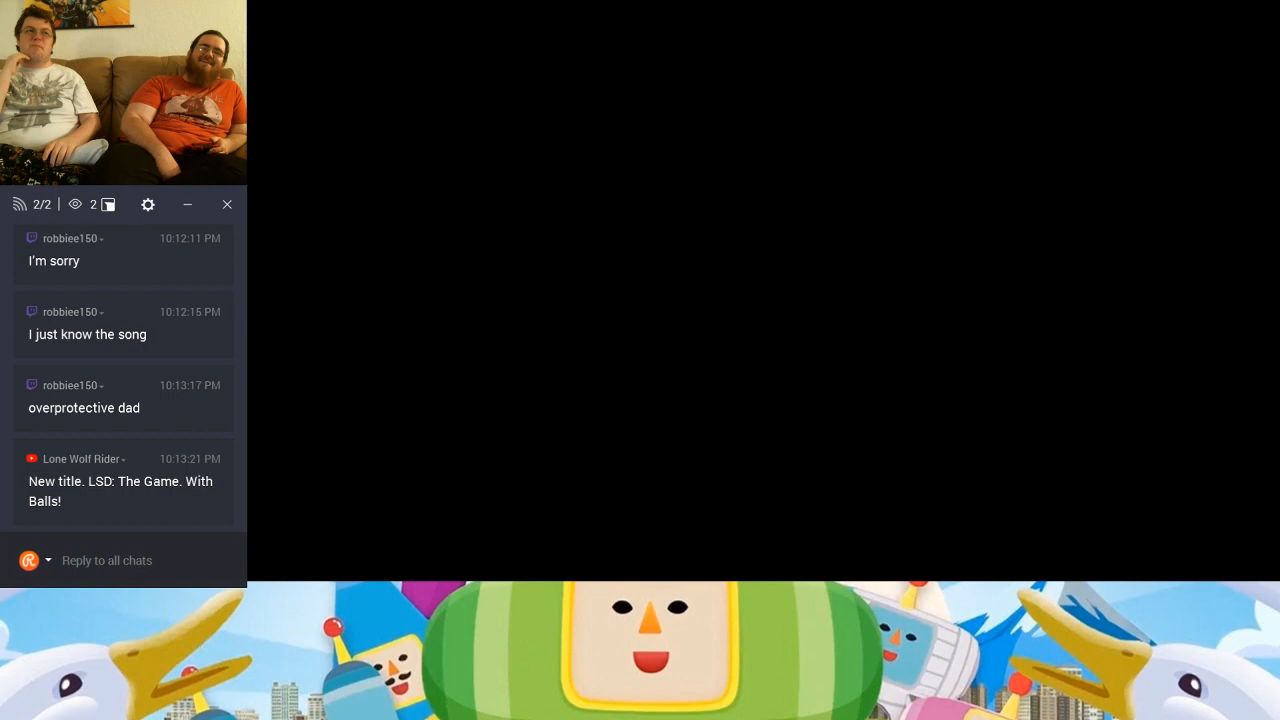 2/2 | 2
robbiee150 10:12:11 PM
I'm sorry
robbiee150 10:12:15 PM
I just know the song
robbiee150 10:13:17 PM
overprotective dad
Lone Wolf Rider 10:13:21 PM
New title. LSD: The Game. With
Balls!
Reply to all chats